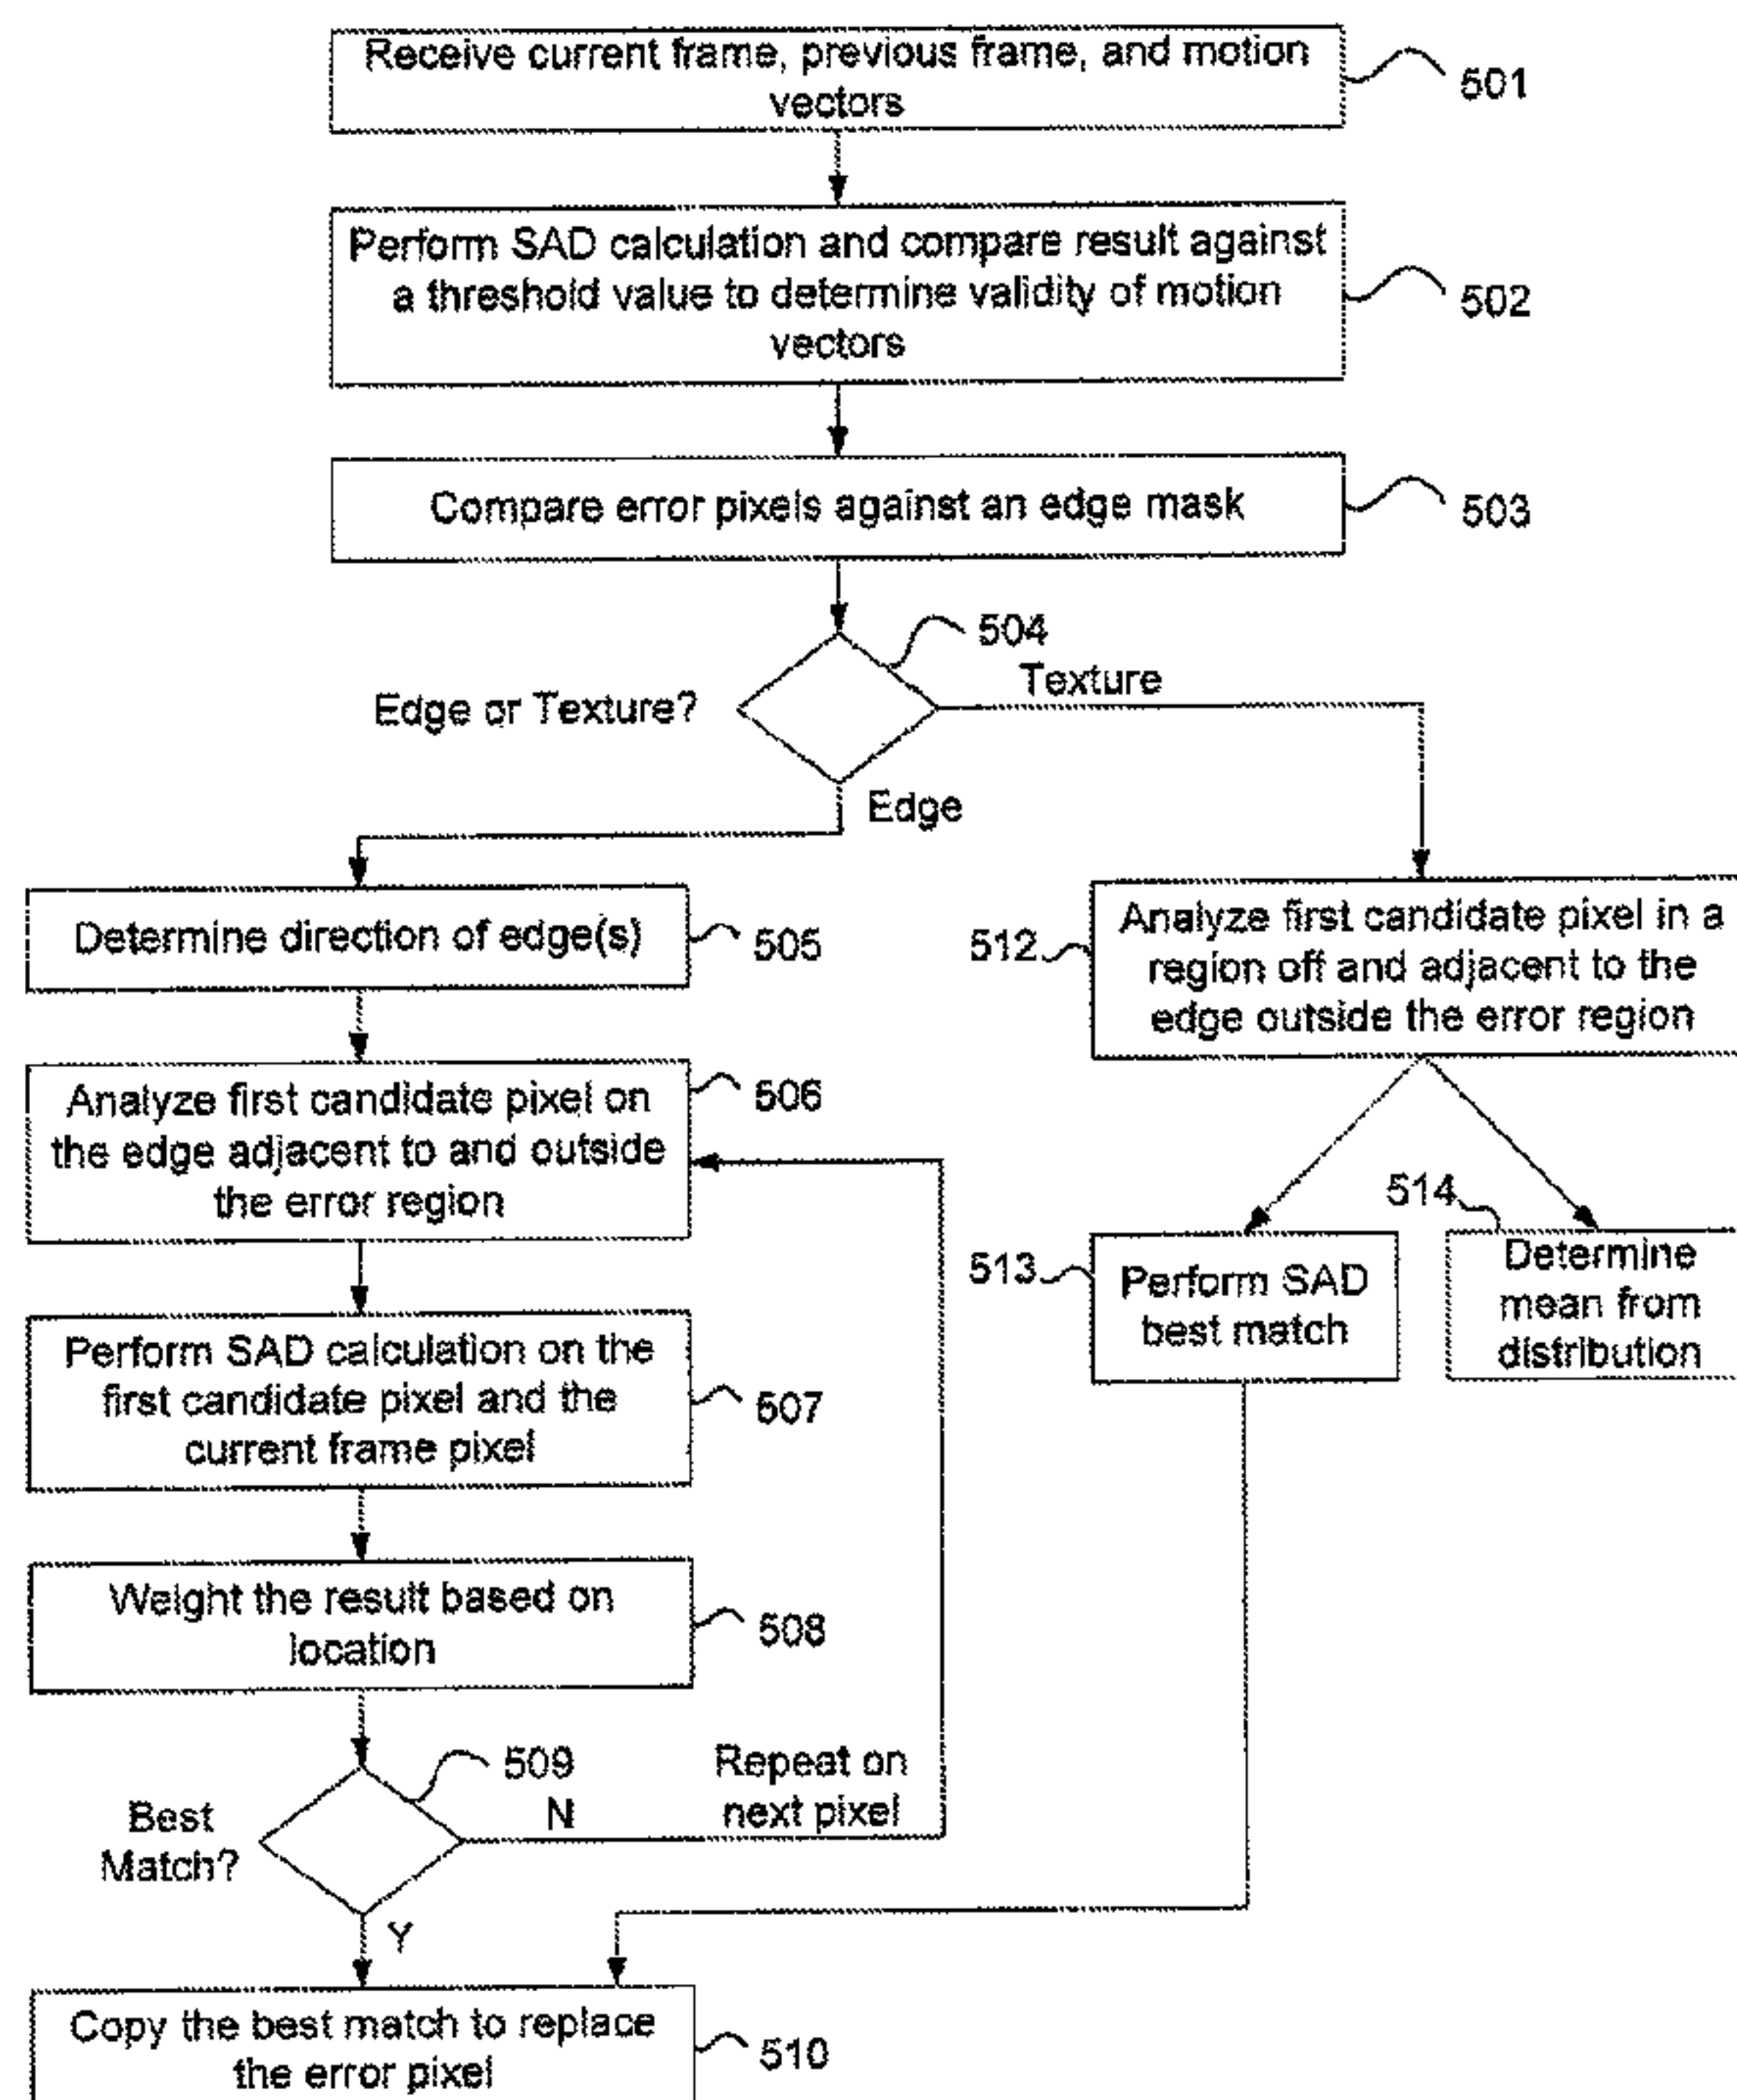 Receive current frame, previous frame, and motion
vectors
501
Perform SAD calculation and compare result against
a threshold value to determine validity of motion
vectors
502
Compare error pixels against an edge mask
503
504
Edge or Texture?
Texture
Edge
Determine direction of edge(s)
505
512
Analyze first candidate pixel in a
region off and adjacent to the
edge outside the error region
Analyze first candidate pixel on
the edge adjacent to and outside
the error region
506
513
Perform SAD
best match
514
Determine
mean from
distribution
Perform SAD calculation on the
first candidate pixel and the
current frame pixel
507
Weight the result based on
location
508
509
Best
Match?
N
Repeat on
next pixel
Y
Copy the best match to replace
the error pixel
510